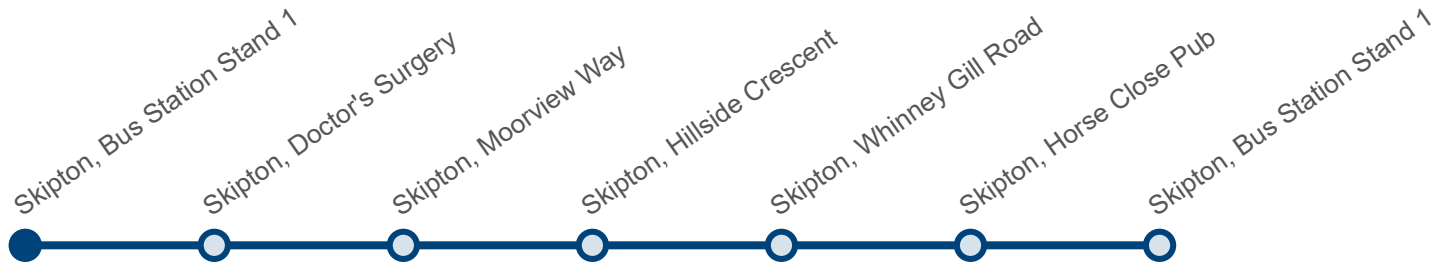 Skipton, Bus Station Stand 1
Skipton, Doctor's Surgery
Skipton, Moorview Way
Skipton, Hillside Crescent
Skipton, Whinney Gill Road
Skipton, Horse Close Pub
Skipton, Bus Station Stand 1